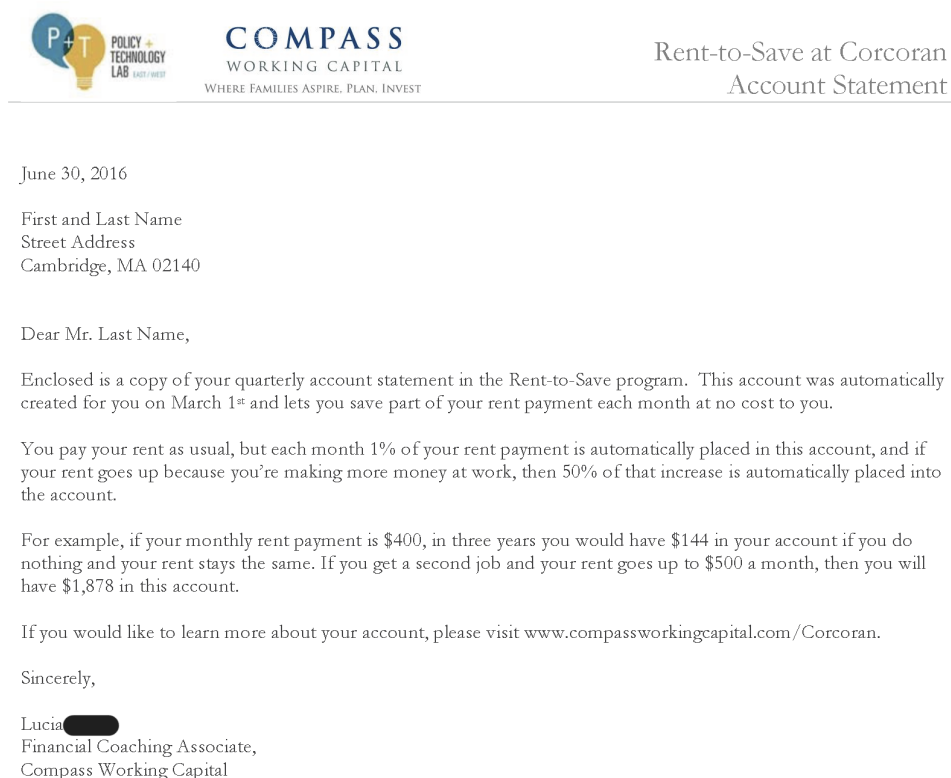 P+T
POLICY +
TECHNOLOGY
LAB EAST/WEST
COMPASS
WORKING CAPITAL
WHERE FAMILIES ASPIRE, PLAN, INVEST
Rent-to-Save at Corcoran
Account Statement
June 30, 2016
First and Last Name
Street Address
Cambridge, MA 02140
Dear Mr. Last Name,
Enclosed is a copy of your quarterly account statement in the Rent-to-Save program.  This account was automatically
created for you on March 1st and lets you save part of your rent payment each month at no cost to you.
You pay your rent as usual, but each month 1% of your rent payment is automatically placed in this account, and if
your rent goes up because you’re making more money at work, then 50% of that increase is automatically placed into
the account.
For example, if your monthly rent payment is $400, in three years you would have $144 in your account if you do
nothing and your rent stays the same. If you get a second job and your rent goes up to $500 a month, then you will
have $1,878 in this account.
If you would like to learn more about your account, please visit www.compassworkingcapital.com/Corcoran.
Sincerely,
Lucia
Financial Coaching Associate,
Compass Working Capital